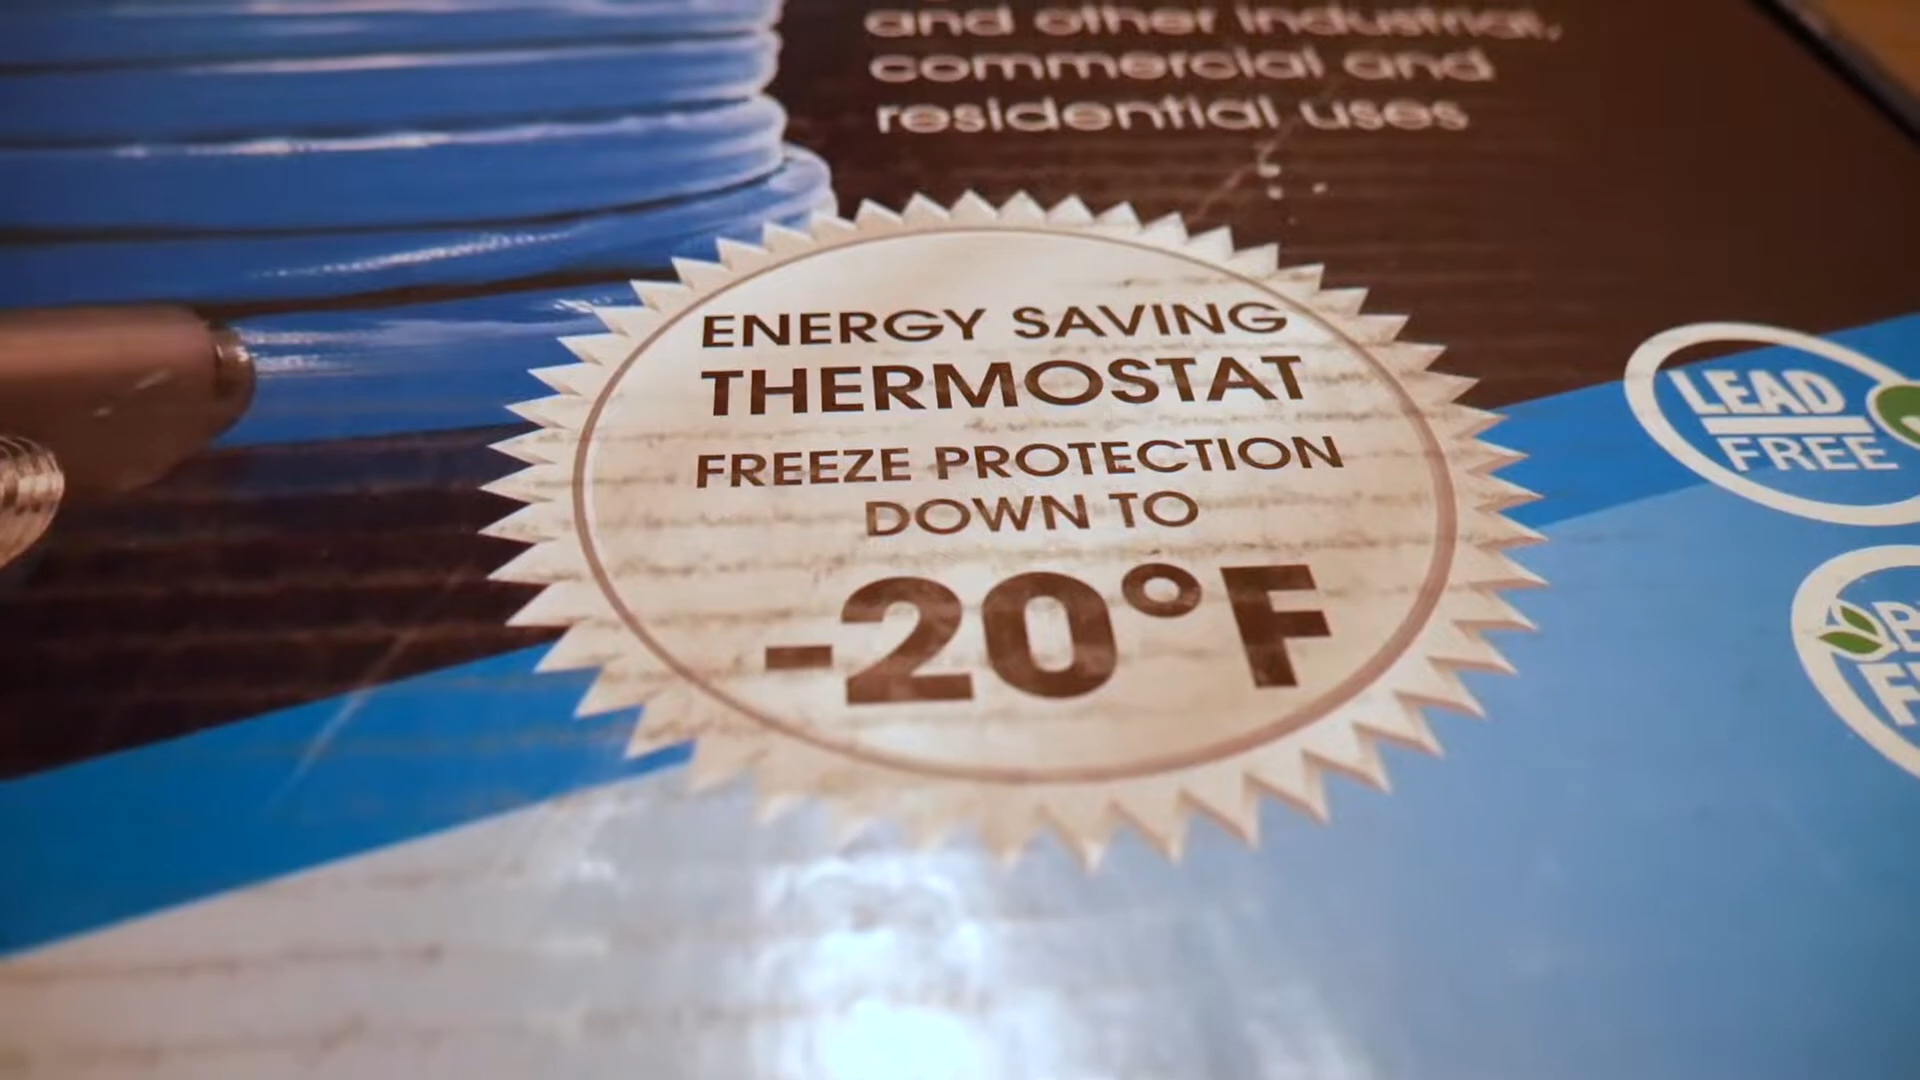 and other industrial,
commercial and
residential uses
ENERGY SAVING
THERMOSTAT
FREEZE PROTECTION
DOWN TO
-20°F
LEAD
FREE